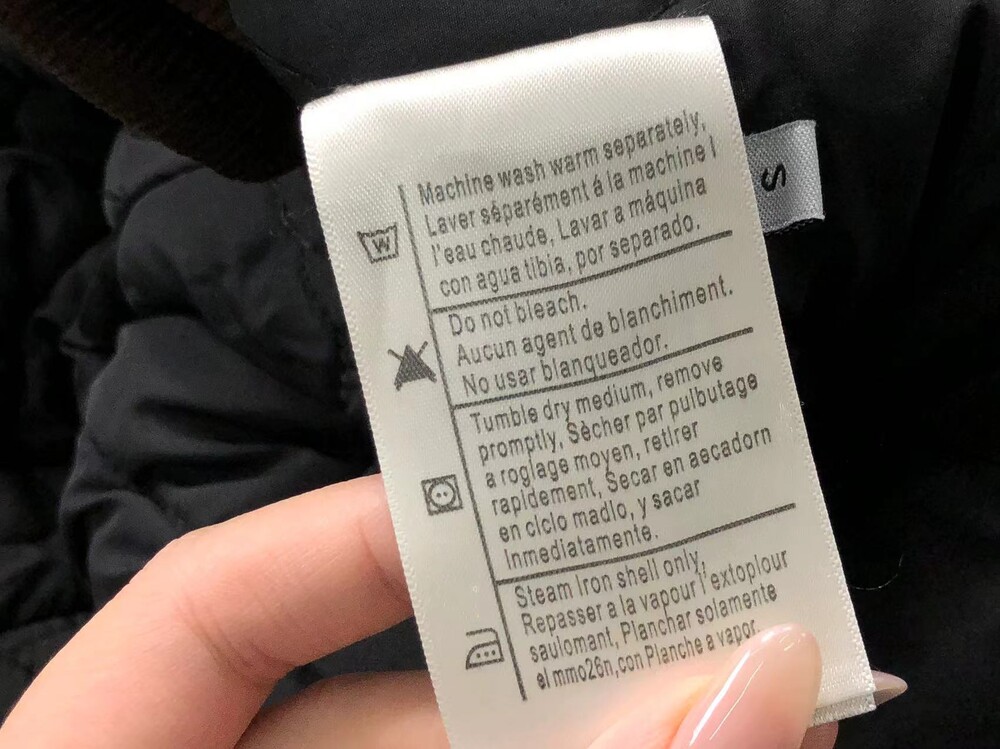 Machine wash warm separately,
Laver séparément á la machine l
l'eau chaude, Lavar a máquina
con agua tibia, por separado.
Do not bleach.
Aucun agent de blanchiment.
No usar blanqueador.
Tumble dry medium, remove
promptly, Sècher par pulbutage
a roglage moyen, retirer
rapidement, Secar en aecadorn
en ciclo madlo, y sacar
Inmediatamente.
Steam Iron shell only,
Repasser a la vapour l'extoplour
saulomant, Planchar solamente
el mmo26n,con Planche a vapor.
W
S